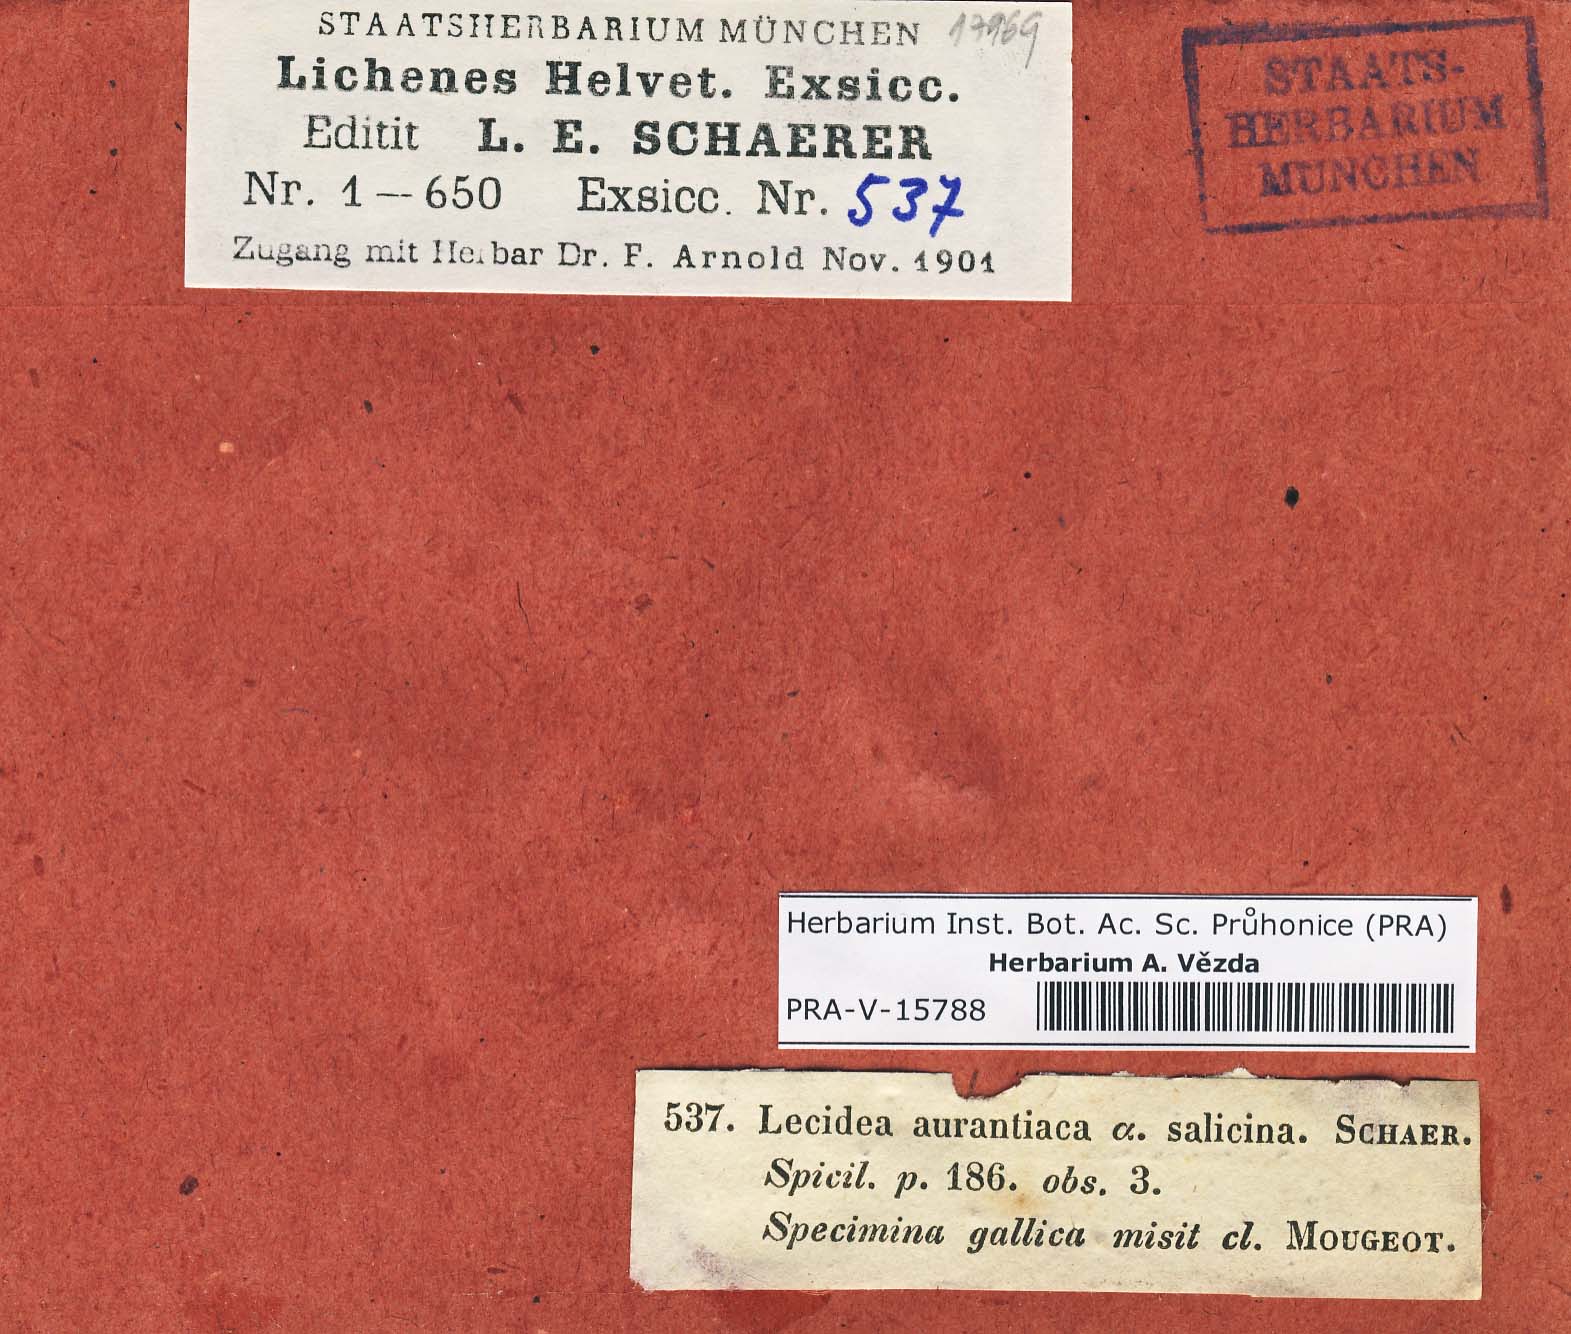 STAATSHERBARIUM MÜNCHEN 17969
Lichenes Helvet. Exsicc.
Editit L. E. SCHAERER
Nr. 1—650 Exsicc. Nr. 537
Zugang mit Herbar Dr. F. Arnold Nov. 1901
STAATS-
HERBARIUM
MÜNCHEN
Herbarium Inst. Bot. Ac. Sc. Průhonice (PRA)
Herbarium A. Vězda
PRA-V-15788
537. Lecidea aurantiaca α. salicina. SCHAER.
Spicil. p. 186. obs. 3.
Specimina gallica misit cl. MOUGEOT.